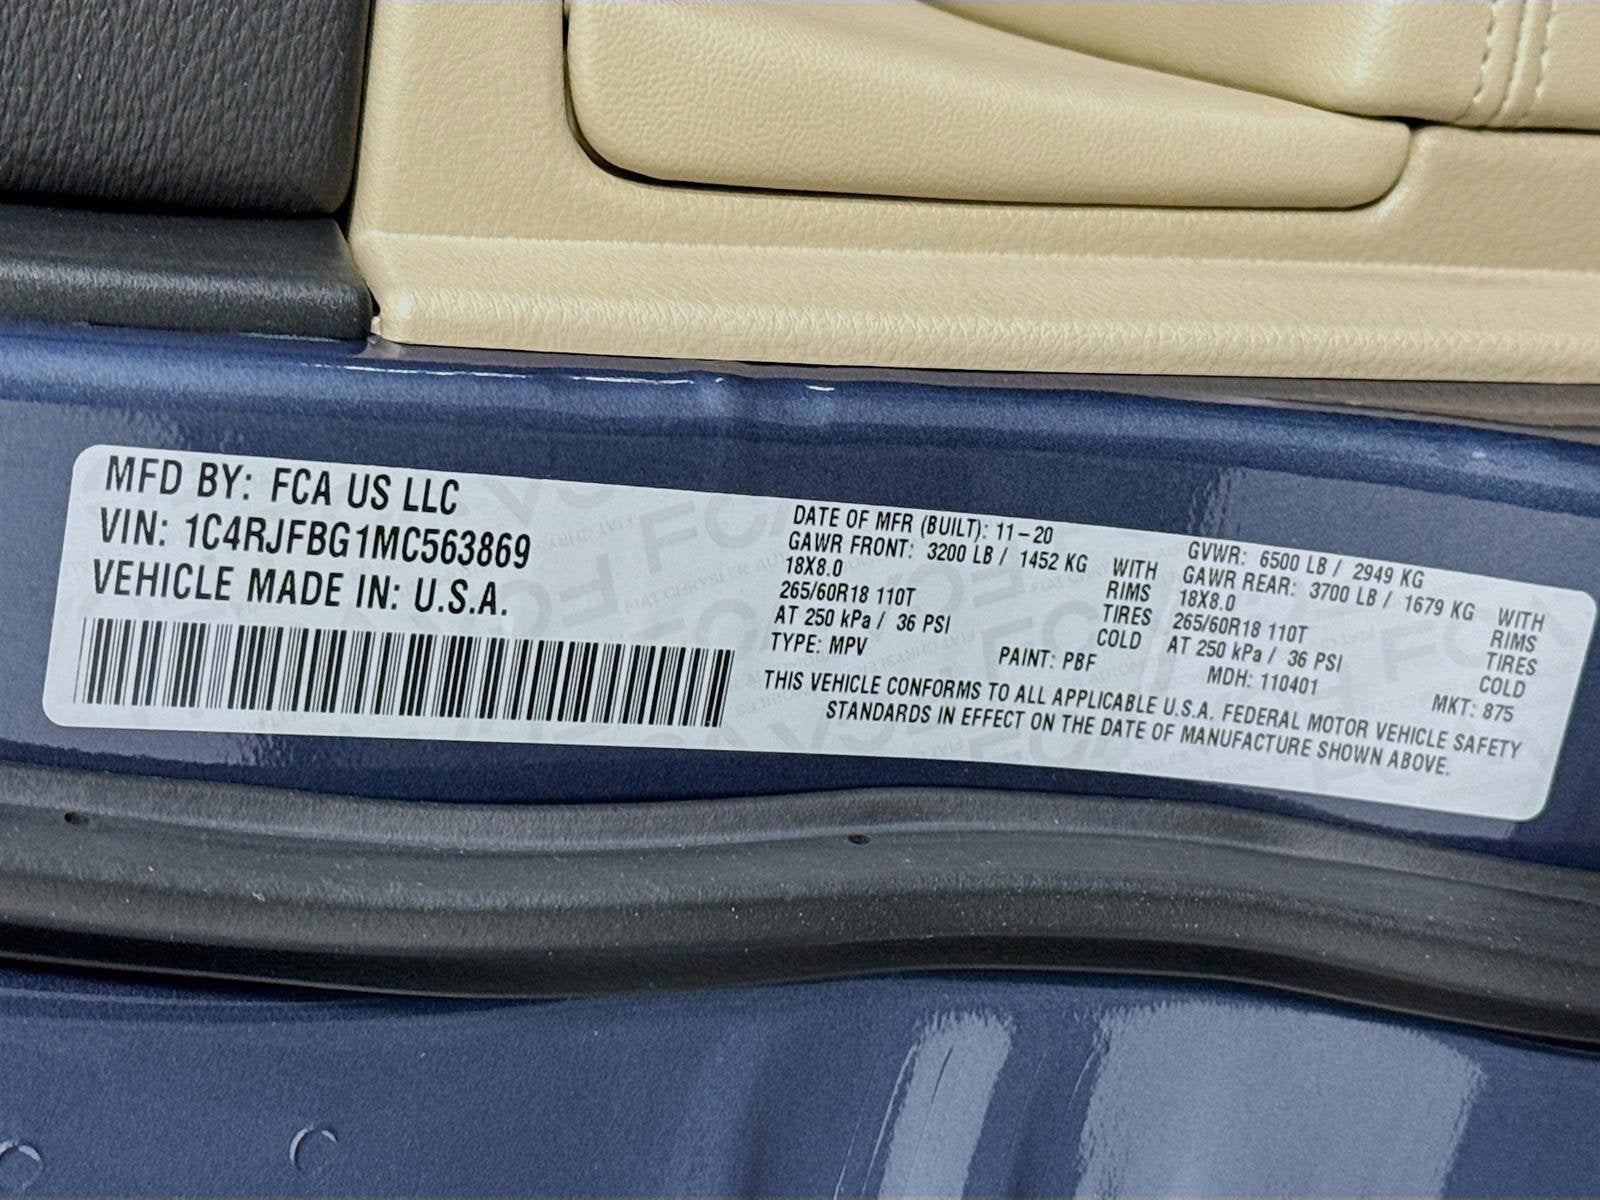 MFD BY: FCA US LLC
VIN: 1C4RJFBG1MC563869
VEHICLE MADE IN: U.S.A.
DATE OF MFR (BUILT): 11-20
GAWR FRONT: 3200 LB / 1452 KG WITH
18X8.0 RIMS
265/60R18 110T TIRES
AT 250 kPa / 36 PSI COLD
TYPE: MPV
PAINT: PBF
GVWR: 6500 LB / 2949 KG
GAWR REAR: 3700 LB / 1679 KG WITH
18X8.0 RIMS
265/60R18 110T TIRES
AT 250 kPa / 36 PSI COLD
MDH: 110401
MKT: 875
THIS VEHICLE CONFORMS TO ALL APPLICABLE U.S.A. FEDERAL MOTOR VEHICLE SAFETY
STANDARDS IN EFFECT ON THE DATE OF MANUFACTURE SHOWN ABOVE.